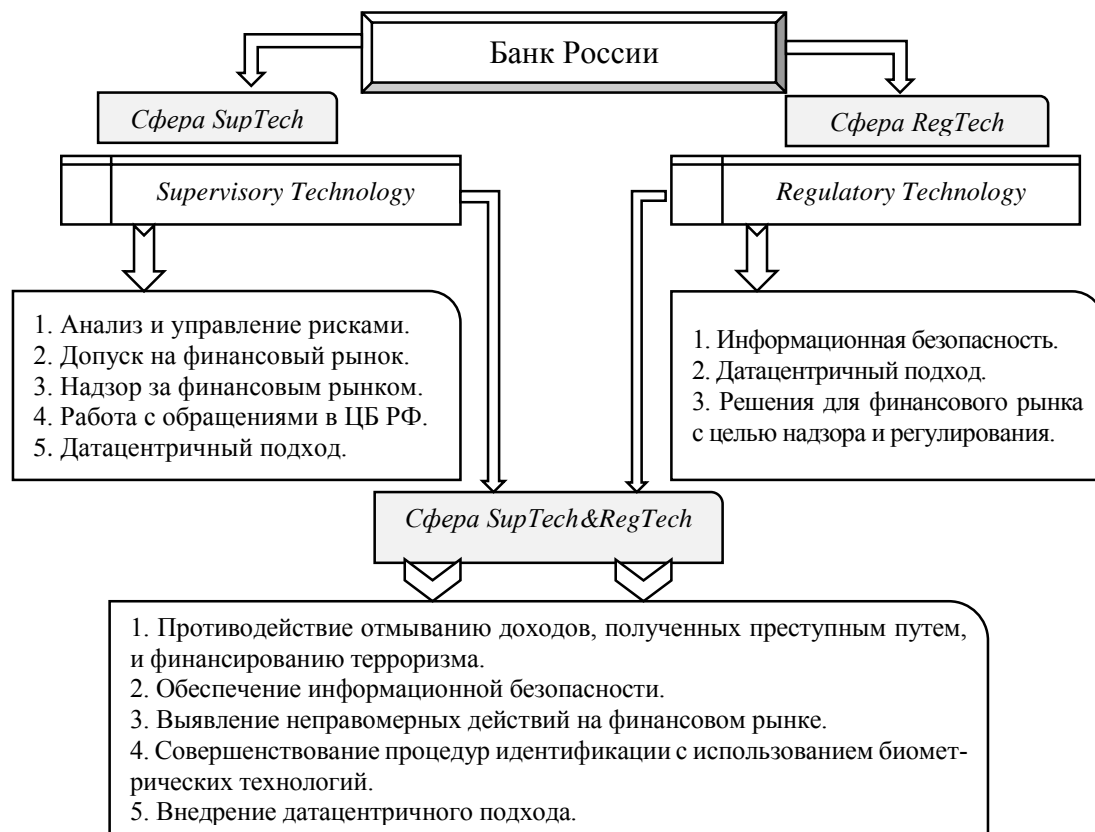 Банк России
Сфера SupTech
Сфера RegTech
Supervisory Technology
Regulatory Technology
1. Анализ и управление рисками.
2. Допуск на финансовый рынок.
3. Надзор за финансовым рынком.
4. Работа с обращениями в ЦБ РФ.
5. Датацентричный подход.
1. Информационная безопасность.
2. Датацентричный подход.
3. Решения для финансового рынка
с целью надзора и регулирования.
Сфера SupTech&RegTech
1. Противодействие отмыванию доходов, полученных преступным путем,
и финансированию терроризма.
2. Обеспечение информационной безопасности.
3. Выявление неправомерных действий на финансовом рынке.
4. Совершенствование процедур идентификации с использованием биомет-
рических технологий.
5. Внедрение датацентричного подхода.